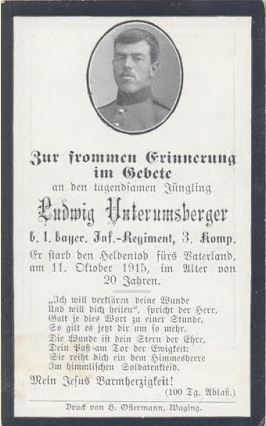 Zur frommen Erinnerung
im Gebete
an den tugendsamen Jüngling
Ludwig Unterumsberger
b. 1. bayer. Inf.-Regiment, 3. Komp.
Er starb den Heldentod fürs Vaterland,
am 11. Oktober 1915, im Alter von
20 Jahren.
„Ich will verklären deine Wunde
Und will dich heilen", spricht der Herr,
Galt je dies Wort zu einer Stunde,
So gilt es jetzt dir um so mehr.
Die Wunde ist dein Stern der Ehre,
Dein Paß am Tor der Ewigkeit;
Sie reiht dich ein dem Himmelsheere
Im himmlischen Soldatenkleid.
Mein Jesus Barmherzigkeit!
(100 Tg. Ablaß.)
Druck von H. Ostermann, Waging.